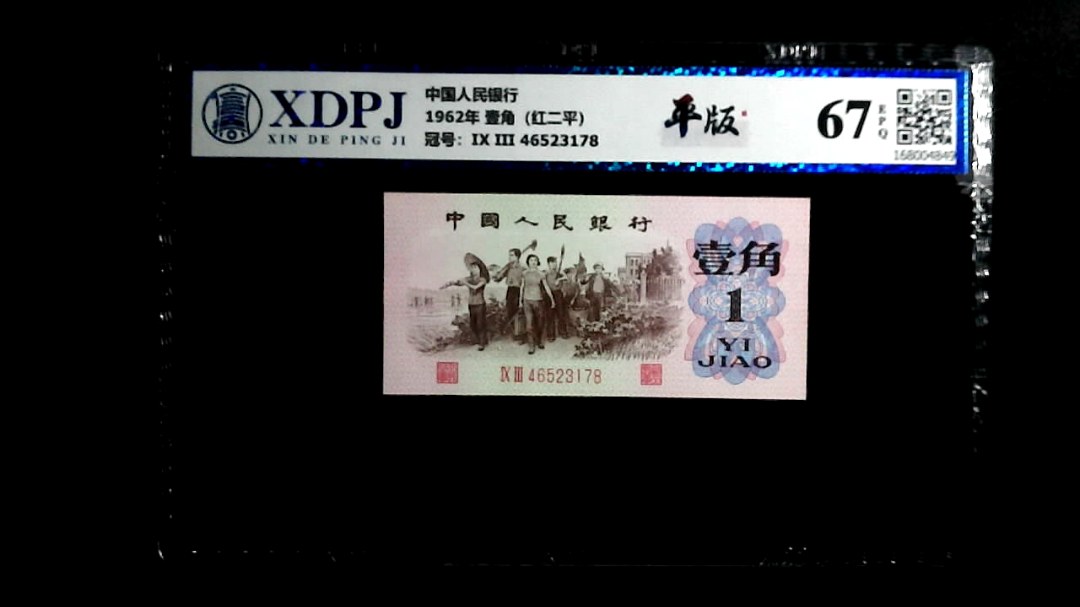 XDPJ
XIN DE PING JI
中国人民银行
1962年 壹角（红二平）
冠号：IX III 46523178
平版
67
EPQ
168004849
中國人民銀行
壹角
1
YI
JIAO
IX III 46523178